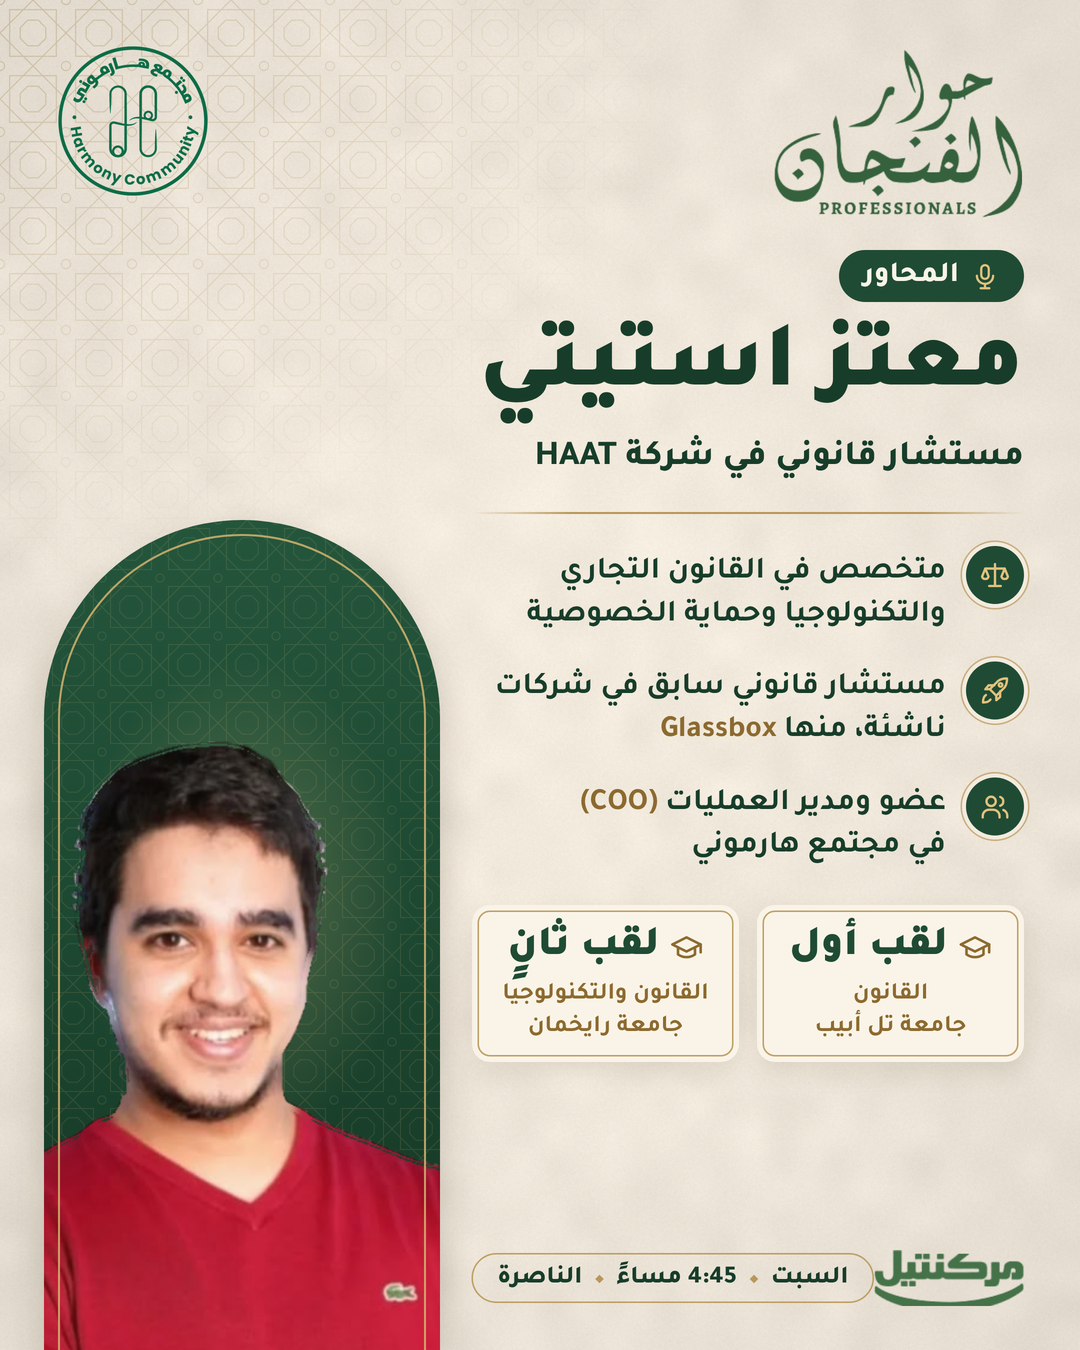 مجتمع هارموني
Harmony Community
حوار
الفنجان
PROFESSIONALS
المحاور
معتز استيتي
مستشار قانوني في شركة HAAT
متخصص في القانون التجاري
والتكنولوجيا وحماية الخصوصية
مستشار قانوني سابق في شركات
ناشئة، منها Glassbox
عضو ومدير العمليات (COO)
في مجتمع هارموني
لقب أول
القانون
جامعة تل أبيب
لقب ثانٍ
القانون والتكنولوجيا
جامعة رايخمان
مركنتيل
السبت ⬥ 4:45 مساءً ⬥ الناصرة